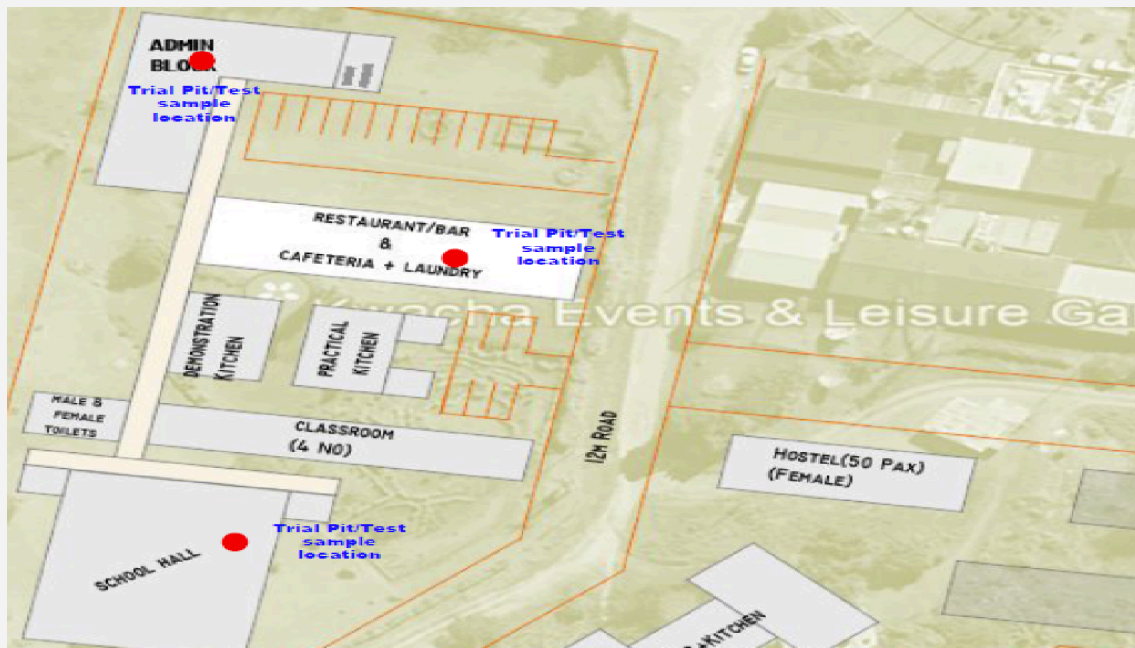 ADMIN
Trial Pit/Test
sample
location
RESTAURANT/BAR
&
CAFETERIA + LAUNDRY
Trial Pit/Test
sample
location
Events & Leisure Ga
DEMONSTRATION
KITCHEN
PRACTICAL
KITCHEN
MALE &
FEMALE
TOILETS
CLASSROOM
(4 NO)
12M ROAD
HOSTEL(50 PAX)
(FEMALE)
Trial Pit/Test
sample
location
SCHOOL HALL
+KITCHEN